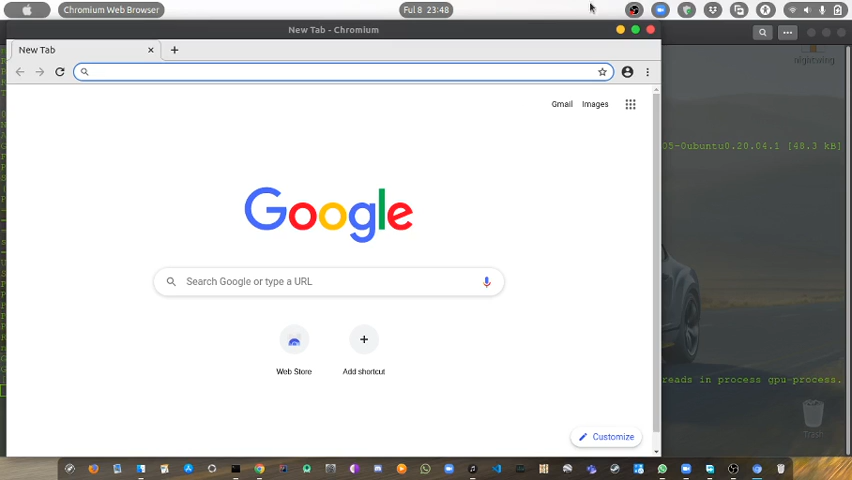 Chromium Web Browser
Ful 8 23:48
New Tab - Chromium
New Tab
nightwing
Gmail Images
05-0ubuntu0.20.04.1 [48.3 kB]
Google
Search Google or type a URL
Web Store
Add shortcut
reads in process gpu-process.
Customize
Trash